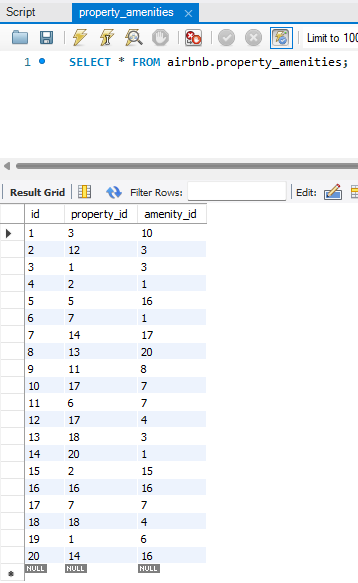 Script property_amenities
Limit to 100
1 SELECT * FROM airbnb.property_amenities;
Result Grid Filter Rows: Edit:
id property_id amenity_id
1 3 10
2 12 3
3 1 3
4 2 1
5 5 16
6 7 1
7 14 17
8 13 20
9 11 8
10 17 7
11 6 7
12 17 4
13 18 3
14 20 1
15 2 15
16 16 16
17 7 7
18 18 4
19 1 6
20 14 16
NULL NULL NULL